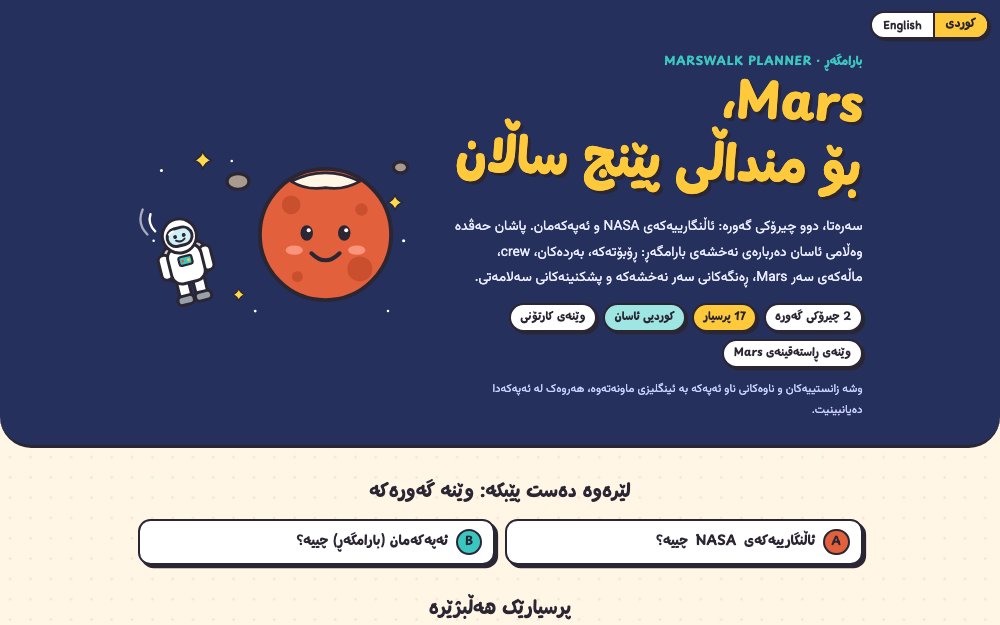 کوردی
English
بارامگەڕ · MARSWALK PLANNER
Mars،
بۆ منداڵی پێنج ساڵان
سەرەتا، دوو چیرۆکی گەورە: ئاڵنگارییەکەی NASA و ئەپەکەمان. پاشان حەڤدە
وەڵامی ئاسان دەربارەی نەخشەی بارامگەڕ: ڕۆبۆتەکە، بەردەکان، crew،
ماڵەکەی سەر Mars، ڕەنگەکانی سەر نەخشەکە و پشکنینەکانی سەلامەتی.
2 چیرۆکی گەورە
17 پرسیار
کوردیی ئاسان
وێنەی کارتۆنی
وێنەی ڕاستەقینەی Mars
وشە زانستییەکان و ناوەکانی ناو ئەپەکە بە ئینگلیزی ماونەتەوە، هەروەک لە ئەپەکەدا
دەیانبینیت.
لێرەوە دەست پێبکە: وێنە گەورەکە
A ئاڵنگارییەکەی NASA چییە؟
B ئەپەکەمان (بارامگەڕ) چییە؟
پرسیارێک هەڵبژێرە